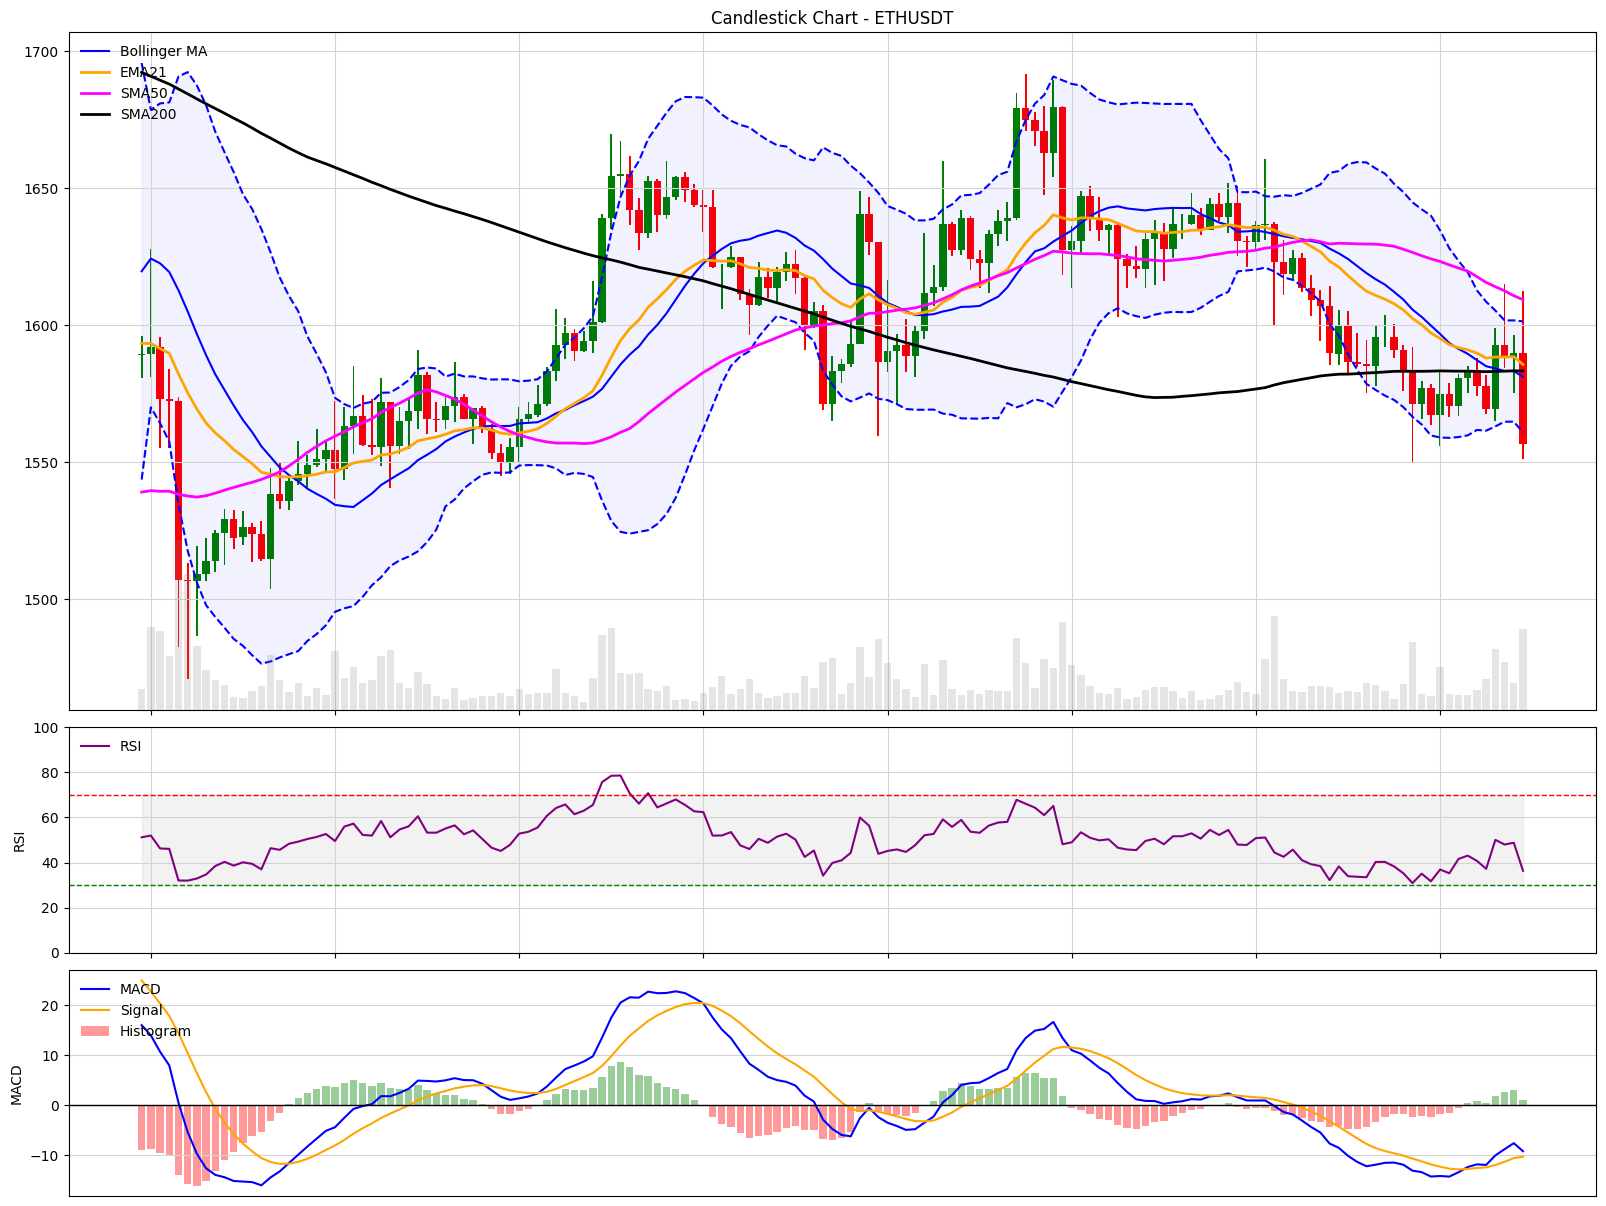 Candlestick Chart - ETHUSDT
Bollinger MA
EMA21
SMA50
SMA200
1700
1650
1600
1550
1500
RSI
RSI
100
80
60
40
20
0
MACD
Signal
Histogram
MACD
20
10
0
−10